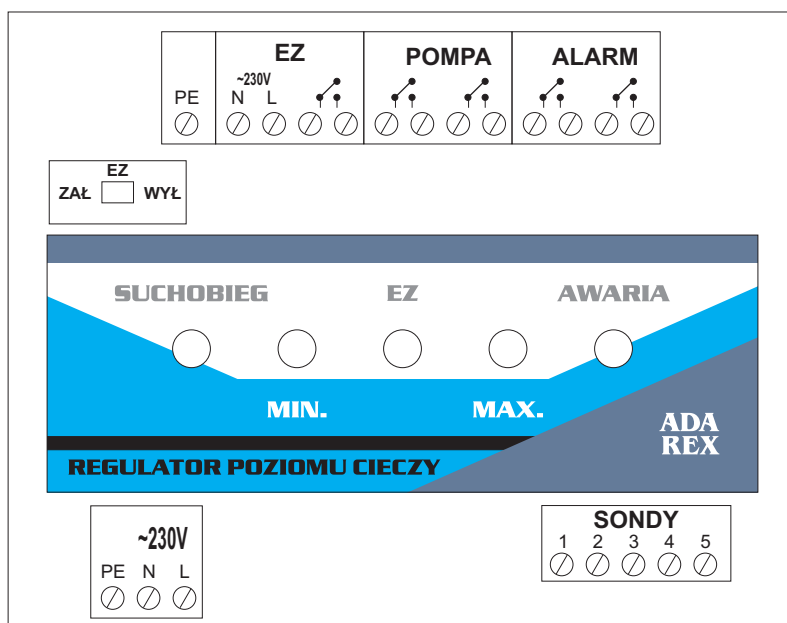 EZ POMPA ALARM
~230V
PE N L
EZ
ZAŁ WYŁ
SUCHOBIEG EZ AWARIA
MIN. MAX.
ADA
REX
REGULATOR POZIOMU CIECZY
~230V
PE N L
SONDY
1 2 3 4 5